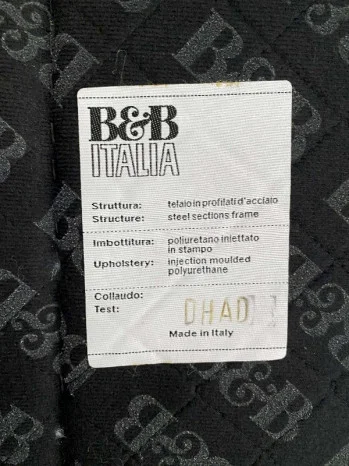 B&B
ITALIA
Struttura: telaio in profilati d'acciaio
Structure: steel sections frame
Imbottitura: poliuretano iniettato
in stampo
Upholstery: injection moulded
polyurethane
Collaudo:
Test: DHAD
Made in Italy